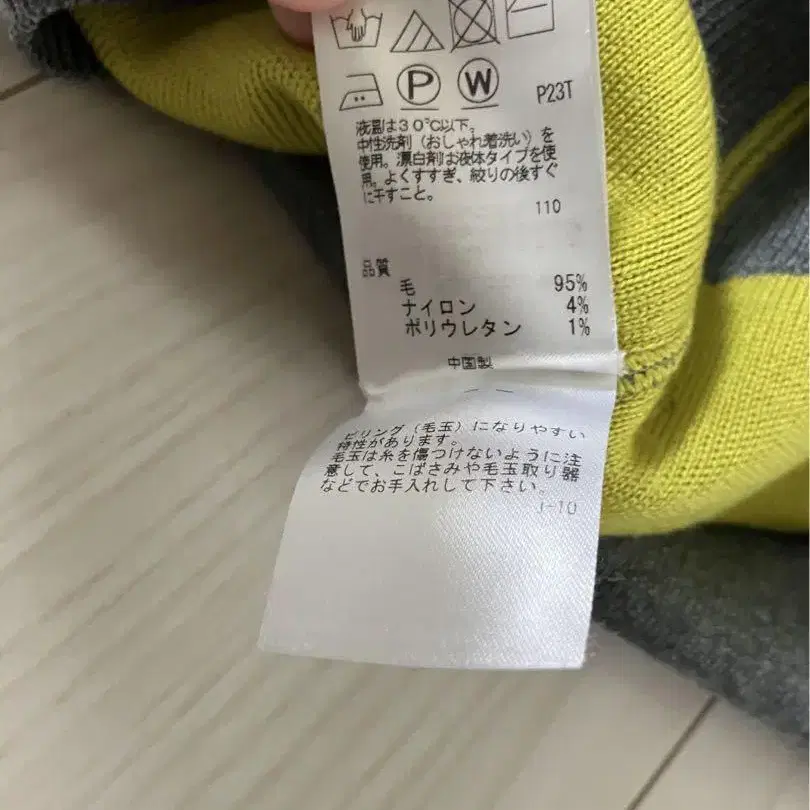 P
W
P23T
液温は30℃以下。
中性洗剤(おしゃれ着洗い)を
使用。漂白剤は液体タイプを使
用。よくすすぎ、絞りの後すぐ
に干すこと。
110
品質
毛 95%
ナイロン 4%
ポリウレタン 1%
中国製
ピリング(毛玉)になりやすい
特性があります。
毛玉は糸を傷つけないように注
意して、こばさみや毛玉取り器
などでお手入れして下さい。
J-10